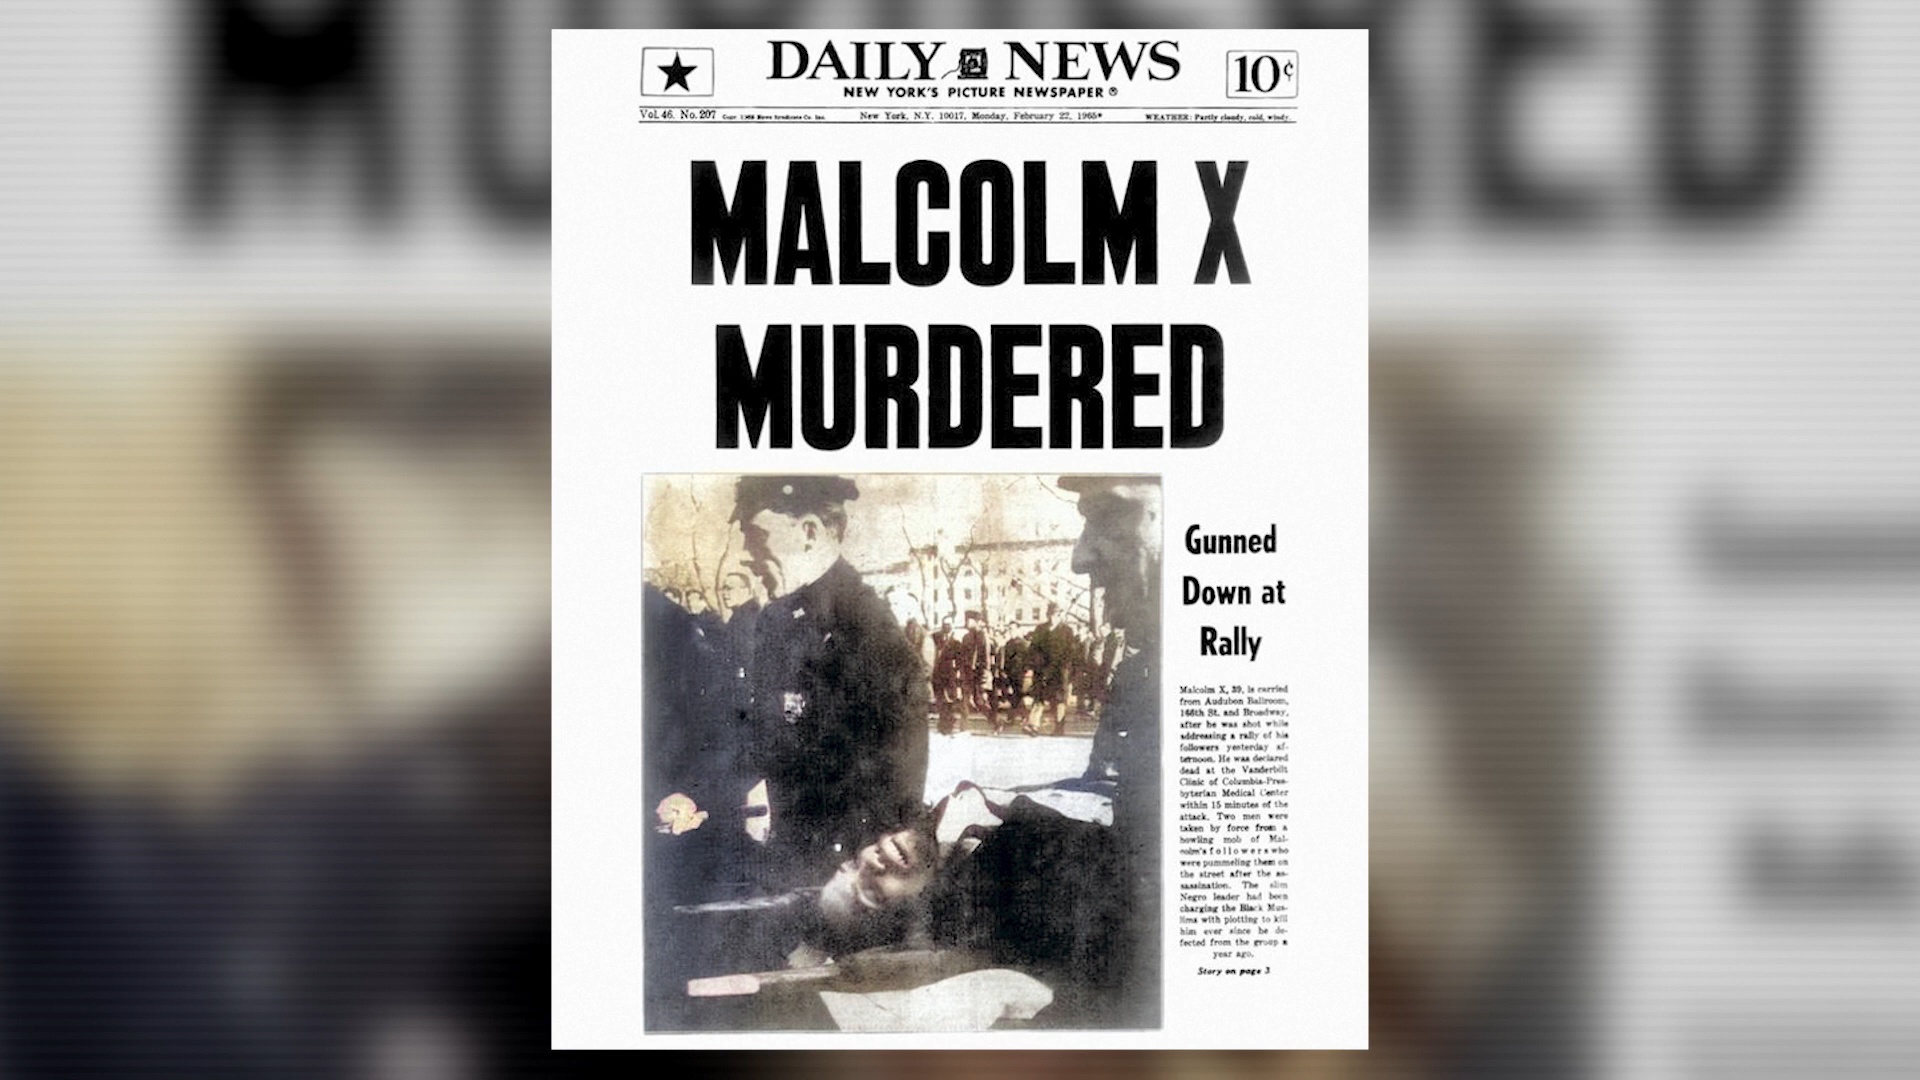 DAILY NEWS
10¢
NEW YORK'S PICTURE NEWSPAPER ®
Vol. 46. No. 207 Copr. 1965 News Syndicate Co. Inc. New York, N.Y. 10017, Monday, February 22, 1965* WEATHER: Partly cloudy, cold, windy.
MALCOLM X
MURDERED
Gunned
Down at
Rally
Malcolm X, 39, is carried
from Audubon Ballroom,
166th St. and Broadway,
after he was shot while
addressing a rally of his
followers yesterday af-
ternoon. He was declared
dead at the Vanderbilt
Clinic of Columbia-Pres-
byterian Medical Center
within 15 minutes of the
attack. Two men were
taken by force from a
howling mob of Mal-
colm's followers who
were pummeling them on
the street after the as-
sassination. The slim
Negro leader had been
charging the Black Mus-
lims with plotting to kill
him ever since he de-
fected from the group a
year ago.
Story on page 3